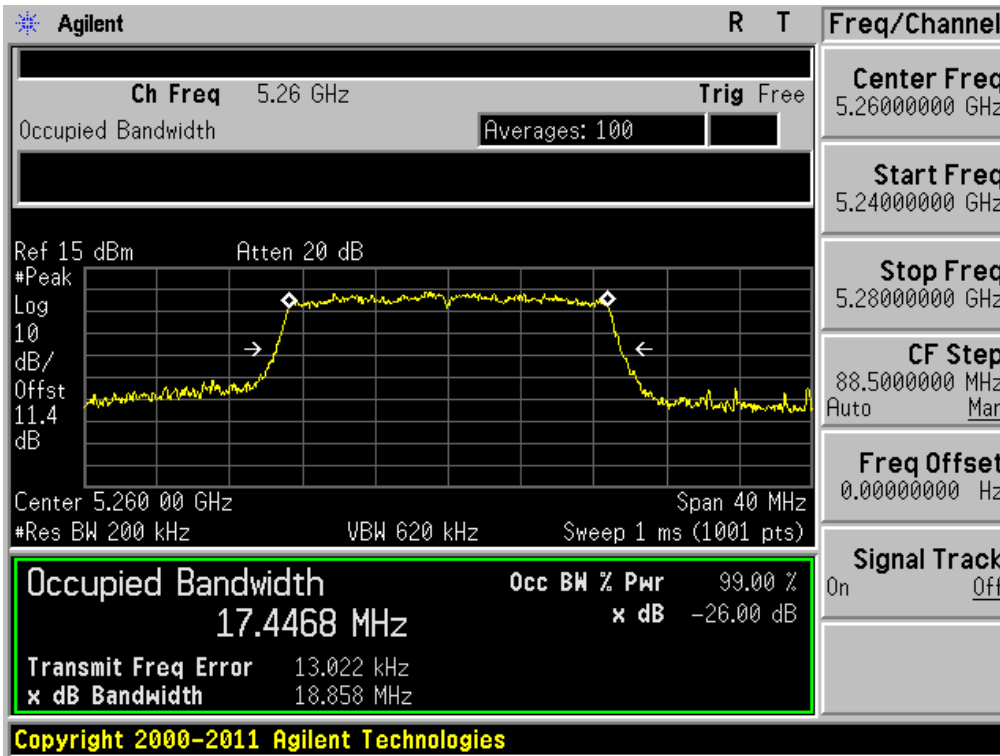 Agilent R T
Ch Freq 5.26 GHz Trig Free
Occupied Bandwidth Averages: 100
Ref 15 dBm Atten 20 dB
#Peak
Log
10
dB/
Offst
11.4
dB
Center 5.260 00 GHz Span 40 MHz
#Res BW 200 kHz VBW 620 kHz Sweep 1 ms (1001 pts)
Occupied Bandwidth Occ BW % Pwr 99.00 %
17.4468 MHz x dB -26.00 dB
Transmit Freq Error 13.022 kHz
x dB Bandwidth 18.858 MHz
Copyright 2000-2011 Agilent Technologies
Freq/Channel
Center Freq
5.26000000 GHz
Start Freq
5.24000000 GHz
Stop Freq
5.28000000 GHz
CF Step
88.5000000 MHz
Auto Man
Freq Offset
0.00000000 Hz
Signal Track
On Off